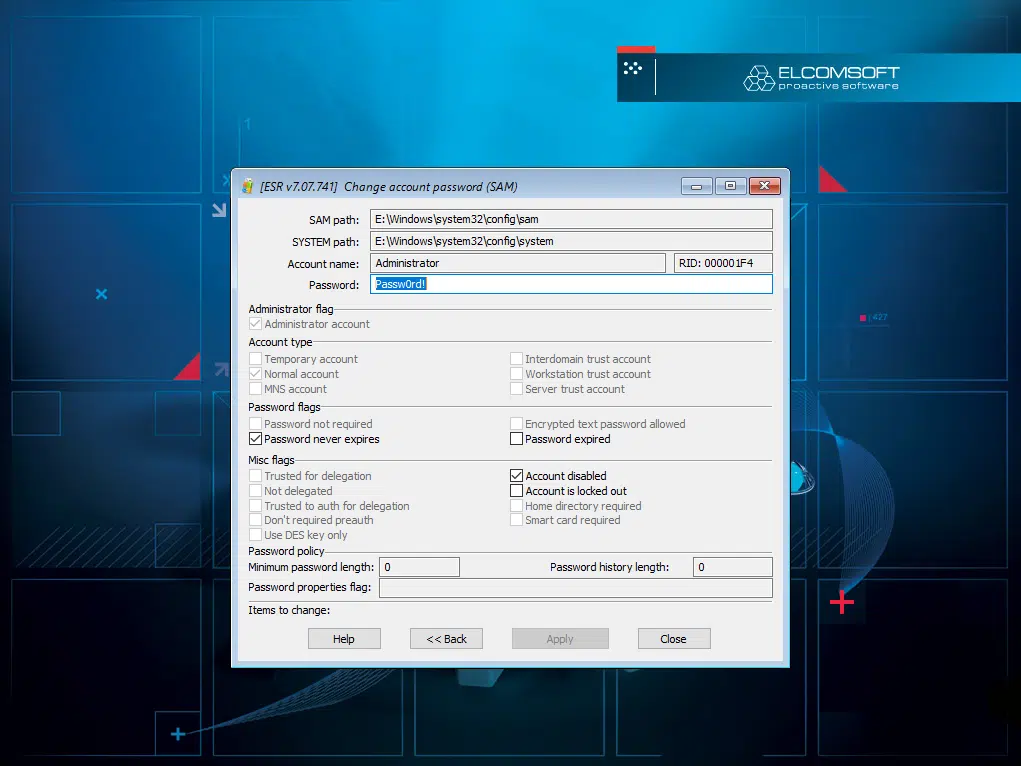 ELCOMSOFT
proactive software
1
[ESR v7.07.741] Change account password (SAM)
SAM path: E:\Windows\system32\config\sam
SYSTEM path: E:\Windows\system32\config\system
Account name: Administrator RID: 000001F4
Password: Passw0rd!
Administrator flag
Administrator account
427
Account type
Temporary account Interdomain trust account
Normal account Workstation trust account
MNS account Server trust account
Password flags
Password not required Encrypted text password allowed
Password never expires Password expired
Misc flags
Trusted for delegation Account disabled
Not delegated Account is locked out
Trusted to auth for delegation Home directory required
Don't required preauth Smart card required
Use DES key only
Password policy
Minimum password length: 0 Password history length: 0
Password properties flag:
Items to change:
Help << Back Apply Close